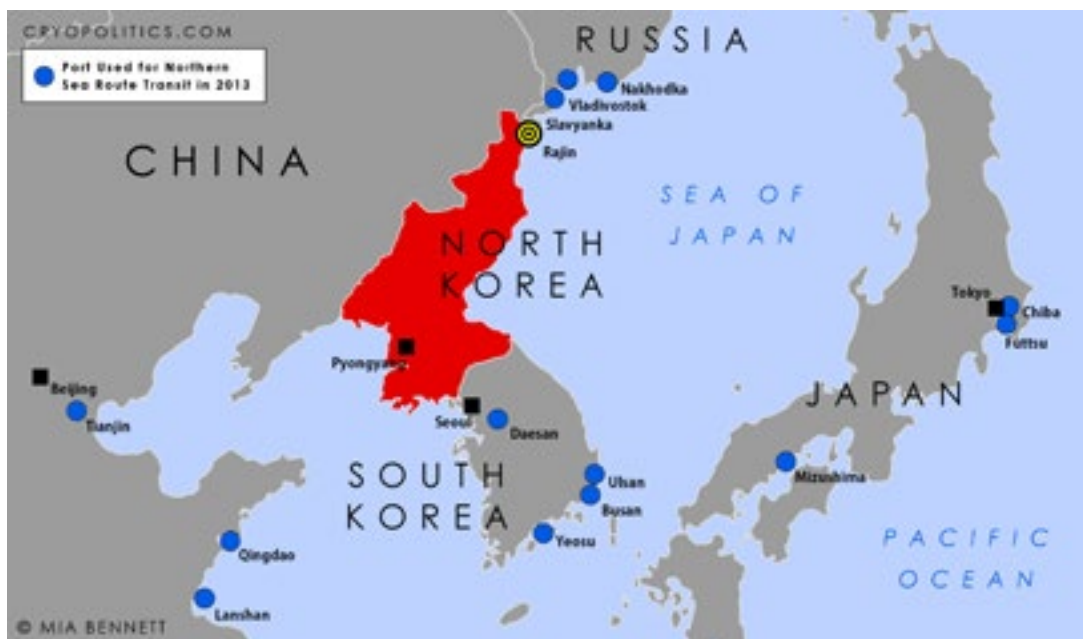 CRYOPOLITICS.COM
Port Used for Northern
Sea Route Transit in 2013
RUSSIA
Nakhodka
Vladivostok
Slavyanka
Rajin
CHINA
SEA OF
JAPAN
NORTH
KOREA
Tokyo
Chiba
Futtsu
Pyongyang
Beijing
Tianjin
JAPAN
Seoul
Daesan
SOUTH
KOREA
Mizushima
Ulsan
Busan
Yeosu
Qingdao
PACIFIC
OCEAN
Lanshan
© MIA BENNETT